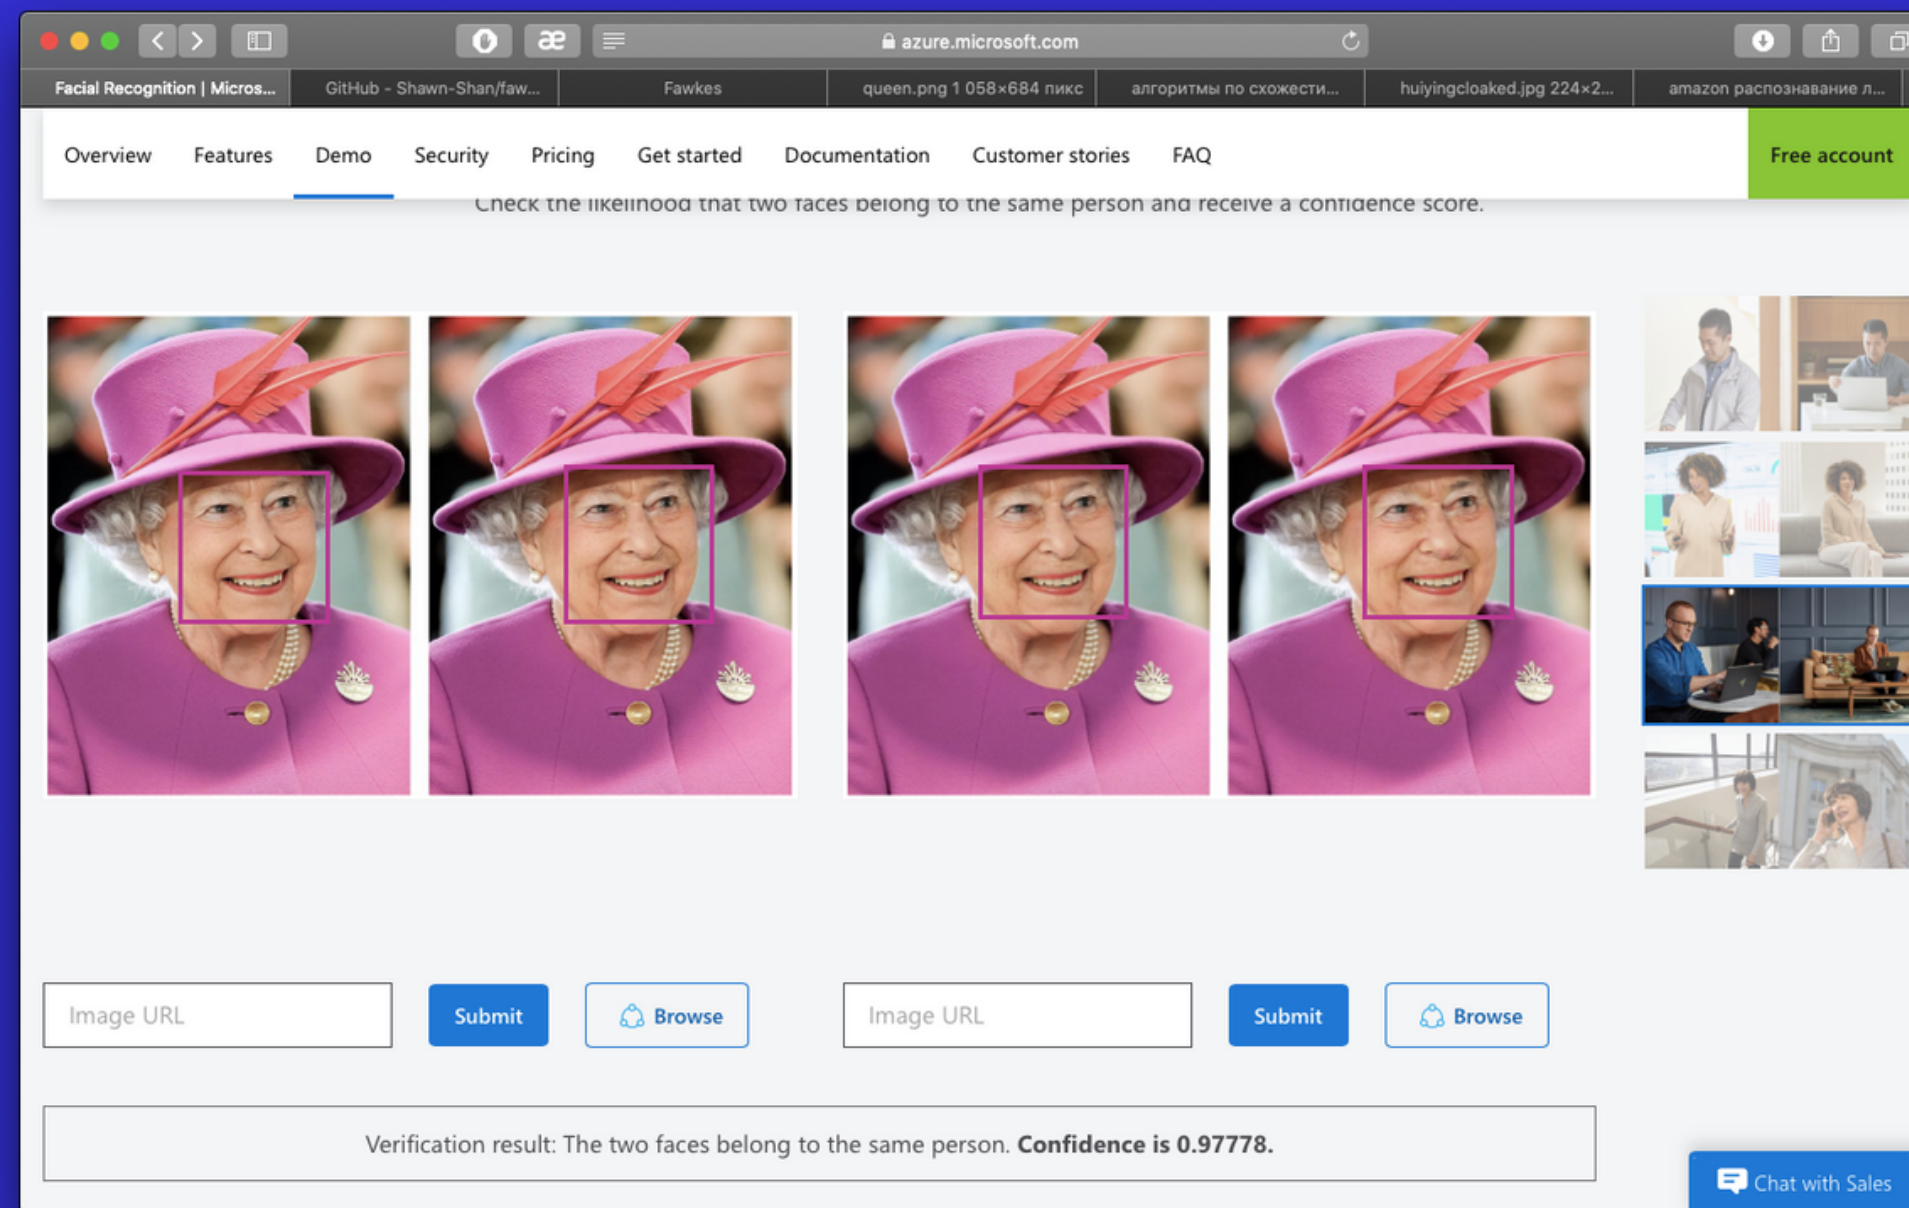 azure.microsoft.com
Facial Recognition | Micros...
GitHub - Shawn-Shan/faw...
Fawkes
queen.png 1 058×684 пикс
алгоритмы по схожести...
huiyingcloaked.jpg 224×2...
amazon распознавание л...
Overview
Features
Demo
Security
Pricing
Get started
Documentation
Customer stories
FAQ
Free account
Check the likelihood that two faces belong to the same person and receive a confidence score.
Image URL
Submit
Browse
Image URL
Submit
Browse
Verification result: The two faces belong to the same person. Confidence is 0.97778.
Chat with Sales